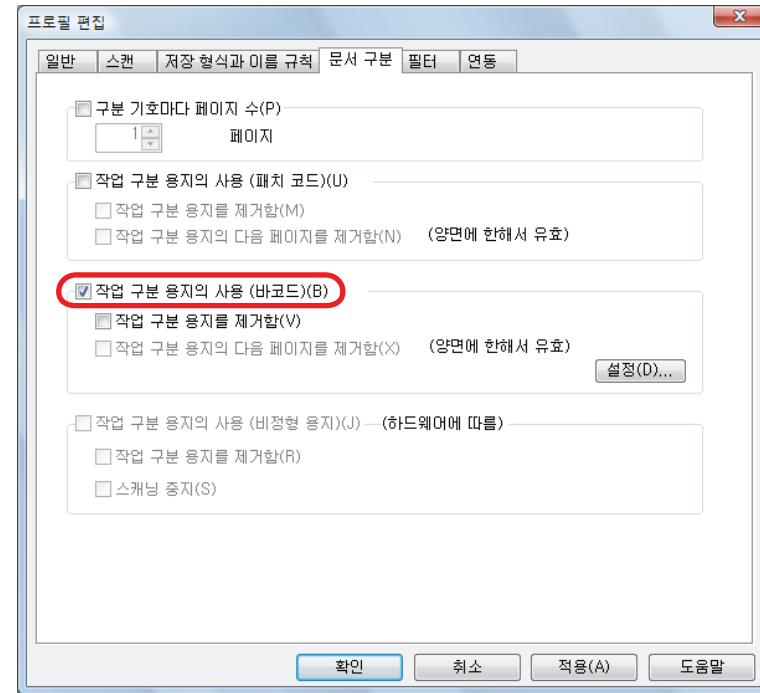 프로필 편집
일반 스캔 저장 형식과 이름 규칙 문서 구분 필터 연동
구분 기호마다 페이지 수(P)
1 페이지
작업 구분 용지의 사용 (패치 코드)(U)
작업 구분 용지를 제거함(M)
작업 구분 용지의 다음 페이지를 제거함(N) (양면에 한해서 유효)
작업 구분 용지의 사용 (바코드)(B)
작업 구분 용지를 제거함(V)
작업 구분 용지의 다음 페이지를 제거함(X) (양면에 한해서 유효)
설정(D)...
작업 구분 용지의 사용 (비정형 용지)(J) (하드웨어에 따름)
작업 구분 용지를 제거함(R)
스캐닝 중지(S)
확인 취소 적용(A) 도움말